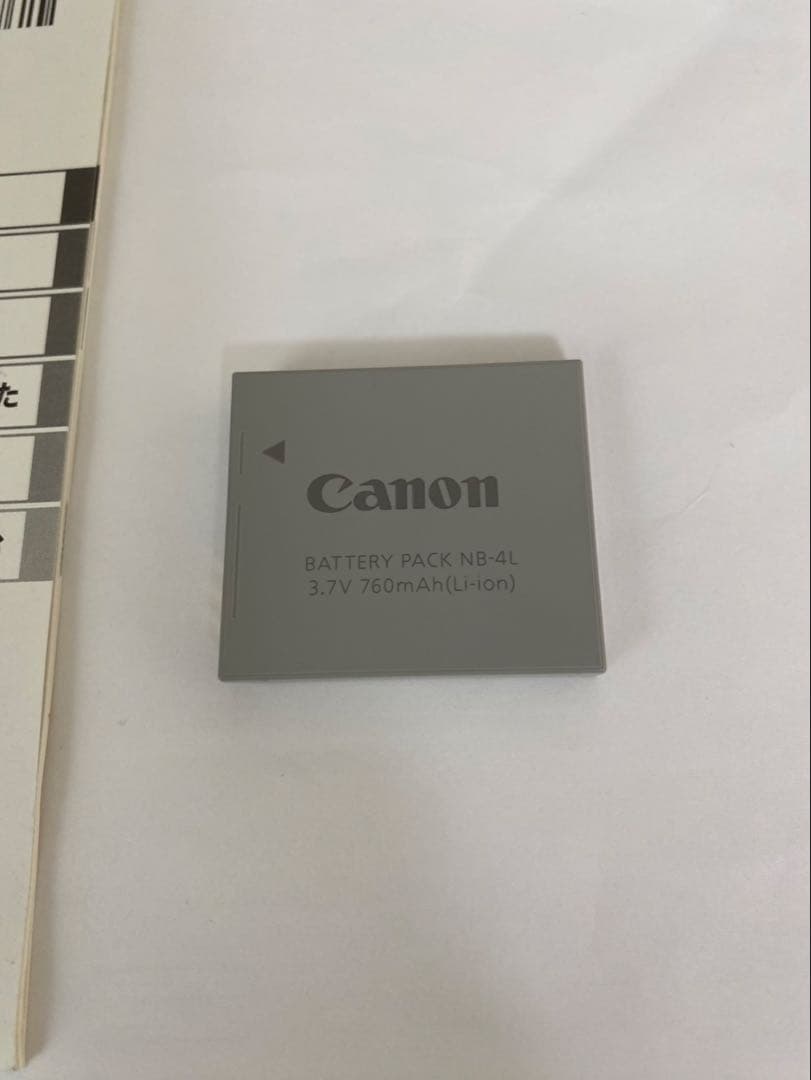 Canon
BATTERY PACK NB-4L
3.7V 760mAh(Li-ion)
た